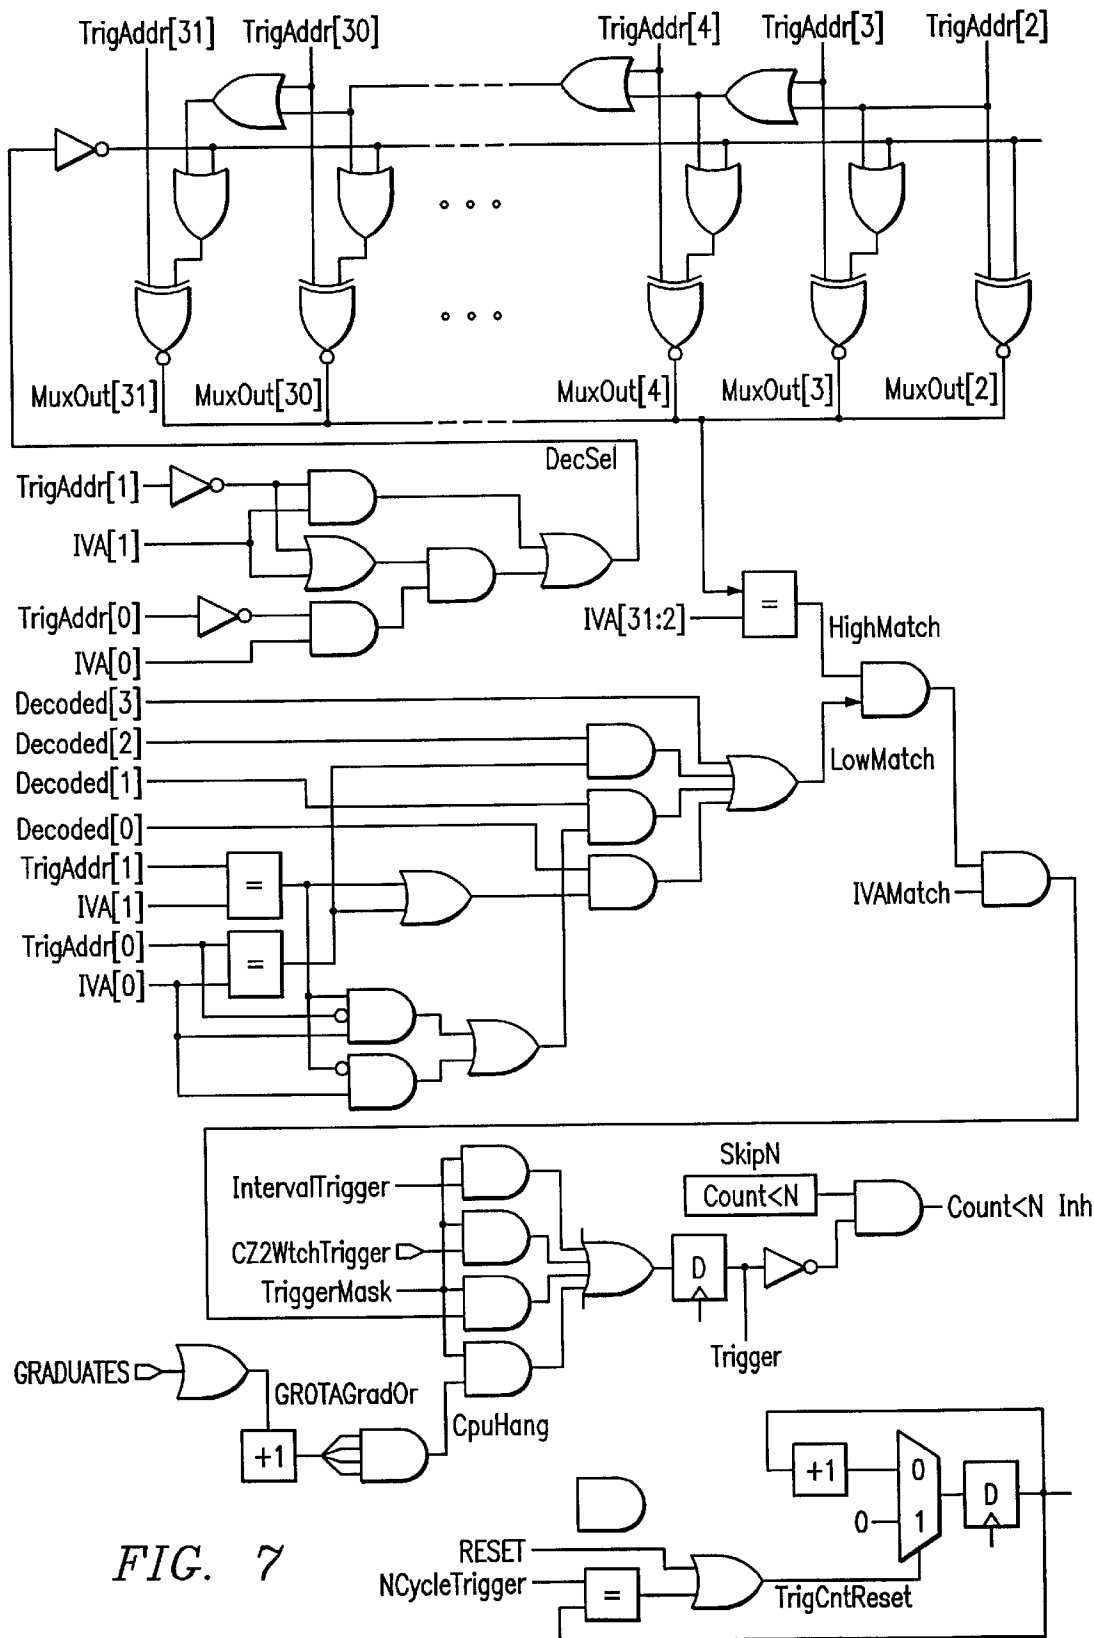 TrigAddr[31] TrigAddr[30] TrigAddr[4] TrigAddr[3] TrigAddr[2]
MuxOut[31] MuxOut[30] MuxOut[4] MuxOut[3] MuxOut[2]
DecSel
TrigAddr[1]
IVA[1]
TrigAddr[0]
IVA[0]
IVA[31:2]
=
HighMatch
Decoded[3]
Decoded[2]
Decoded[1]
Decoded[0]
LowMatch
TrigAddr[1]
IVA[1]
=
TrigAddr[0]
IVA[0]
=
IVAMatch
SkipN
Count<N
Count<N Inh
IntervalTrigger
CZ2WtchTrigger
TriggerMask
D
Trigger
GRADUATES
GROTAGradOr
+1
CpuHang
+1
0
0
1
D
RESET
NCycleTrigger
=
TrigCntReset
FIG. 7